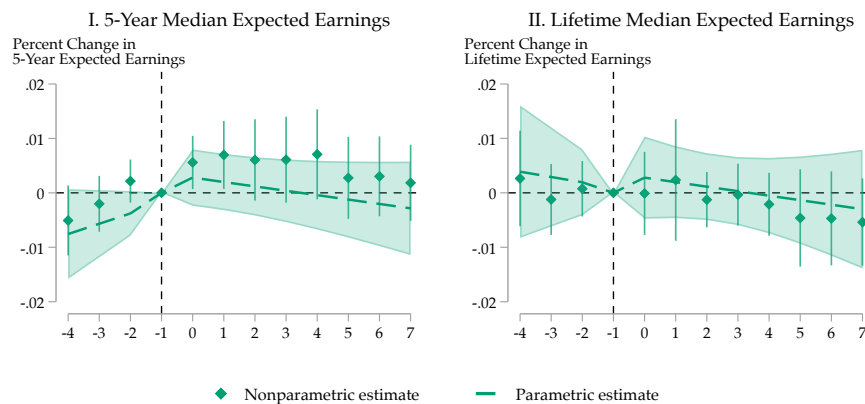 I. 5-Year Median Expected Earnings
Percent Change in
5-Year Expected Earnings
.02
.01
0
-.01
-.02
-4 -3 -2 -1 0 1 2 3 4 5 6 7
II. Lifetime Median Expected Earnings
Percent Change in
Lifetime Expected Earnings
.02
.01
0
-.01
-.02
-4 -3 -2 -1 0 1 2 3 4 5 6 7
Nonparametric estimate Parametric estimate